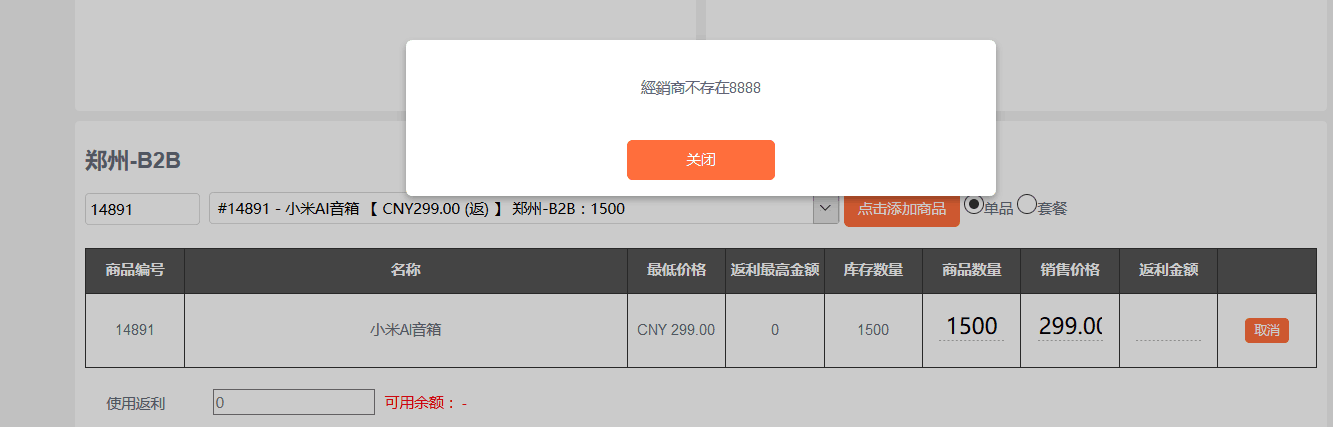 經銷商不存在8888
关闭
郑州-B2B
14891 #14891 - 小米AI音箱 【 CNY299.00 (返) 】 郑州-B2B：1500 点击添加商品 单品 套餐
商品编号 名称 最低价格 返利最高金额 库存数量 商品数量 销售价格 返利金额
14891 小米AI音箱 CNY 299.00 0 1500 1500 299.00 取消
使用返利 0 可用余额： -